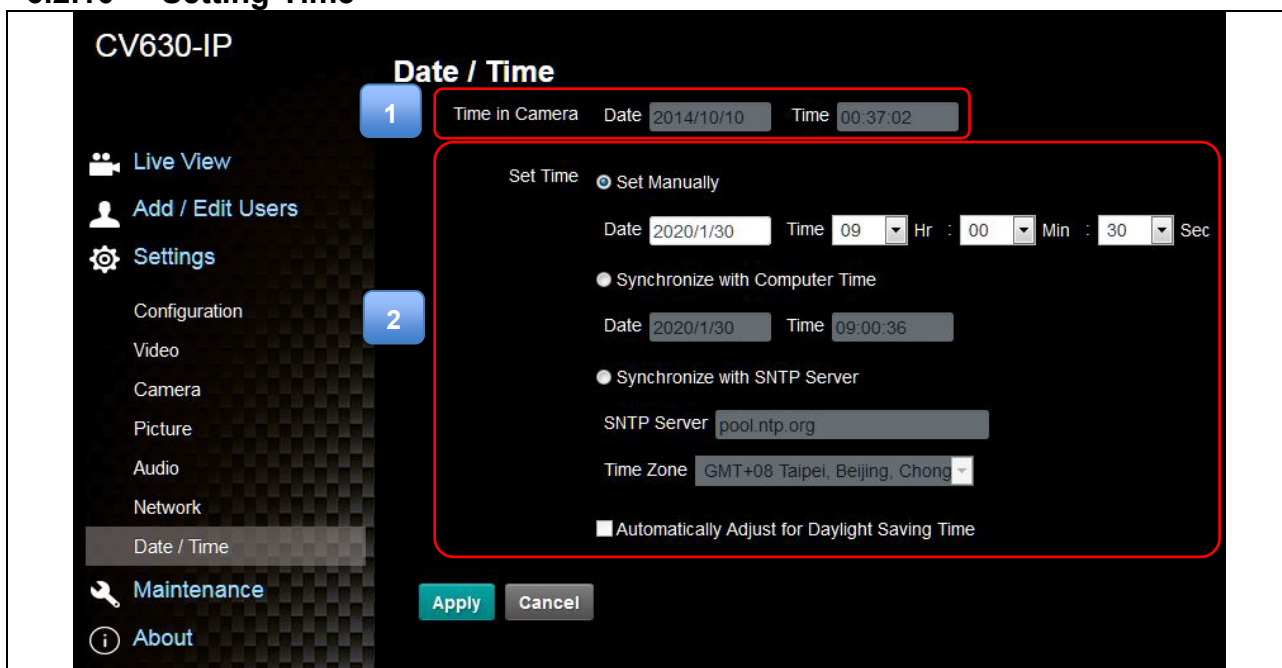 CV630-IP
Date / Time
1
Time in Camera Date 2014/10/10 Time 00:37:02
Live View
Add / Edit Users
Settings
Configuration
Video
Camera
Picture
Audio
Network
Date / Time
Maintenance
About
2
Set Time Set Manually
Date 2020/1/30 Time 09 Hr : 00 Min : 30 Sec
Synchronize with Computer Time
Date 2020/1/30 Time 09:00:36
Synchronize with SNTP Server
SNTP Server pool.ntp.org
Time Zone GMT+08 Taipei, Beijing, Chong
Automatically Adjust for Daylight Saving Time
Apply Cancel